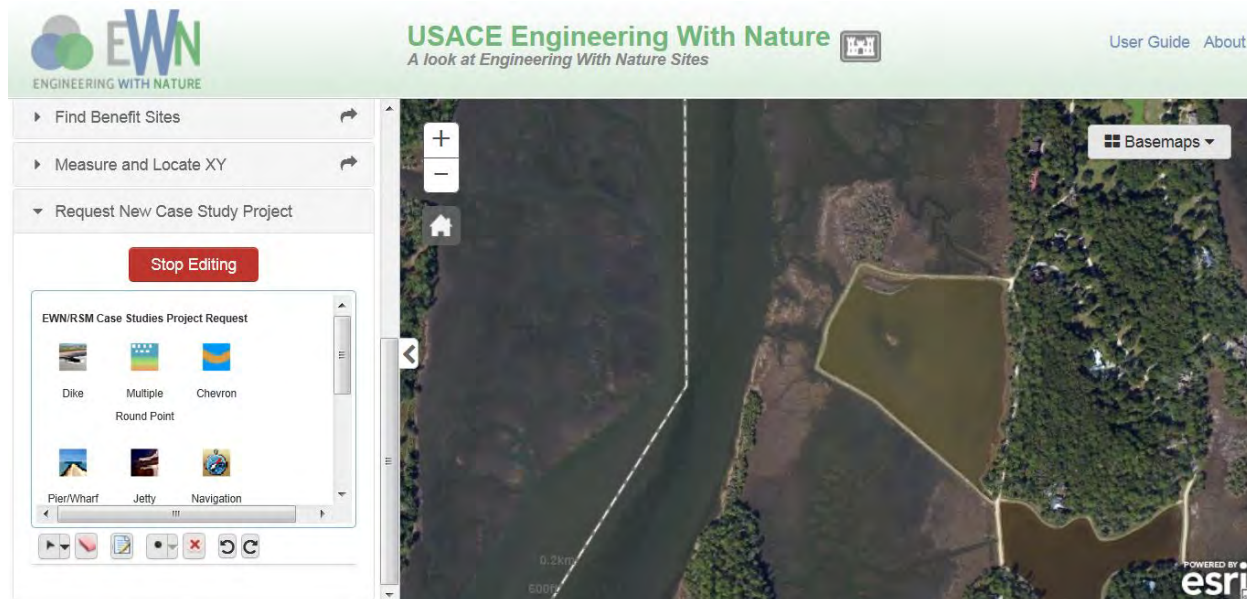 EWN
ENGINEERING WITH NATURE
USACE Engineering With Nature
A look at Engineering With Nature Sites
User Guide About
Find Benefit Sites
Measure and Locate XY
Request New Case Study Project
Stop Editing
EWN/RSM Case Studies Project Request
Dike
Multiple Round Point
Chevron
Pier/Wharf
Jetty
Navigation
+
−
Basemaps
0.2km
600ft
POWERED BY
esri